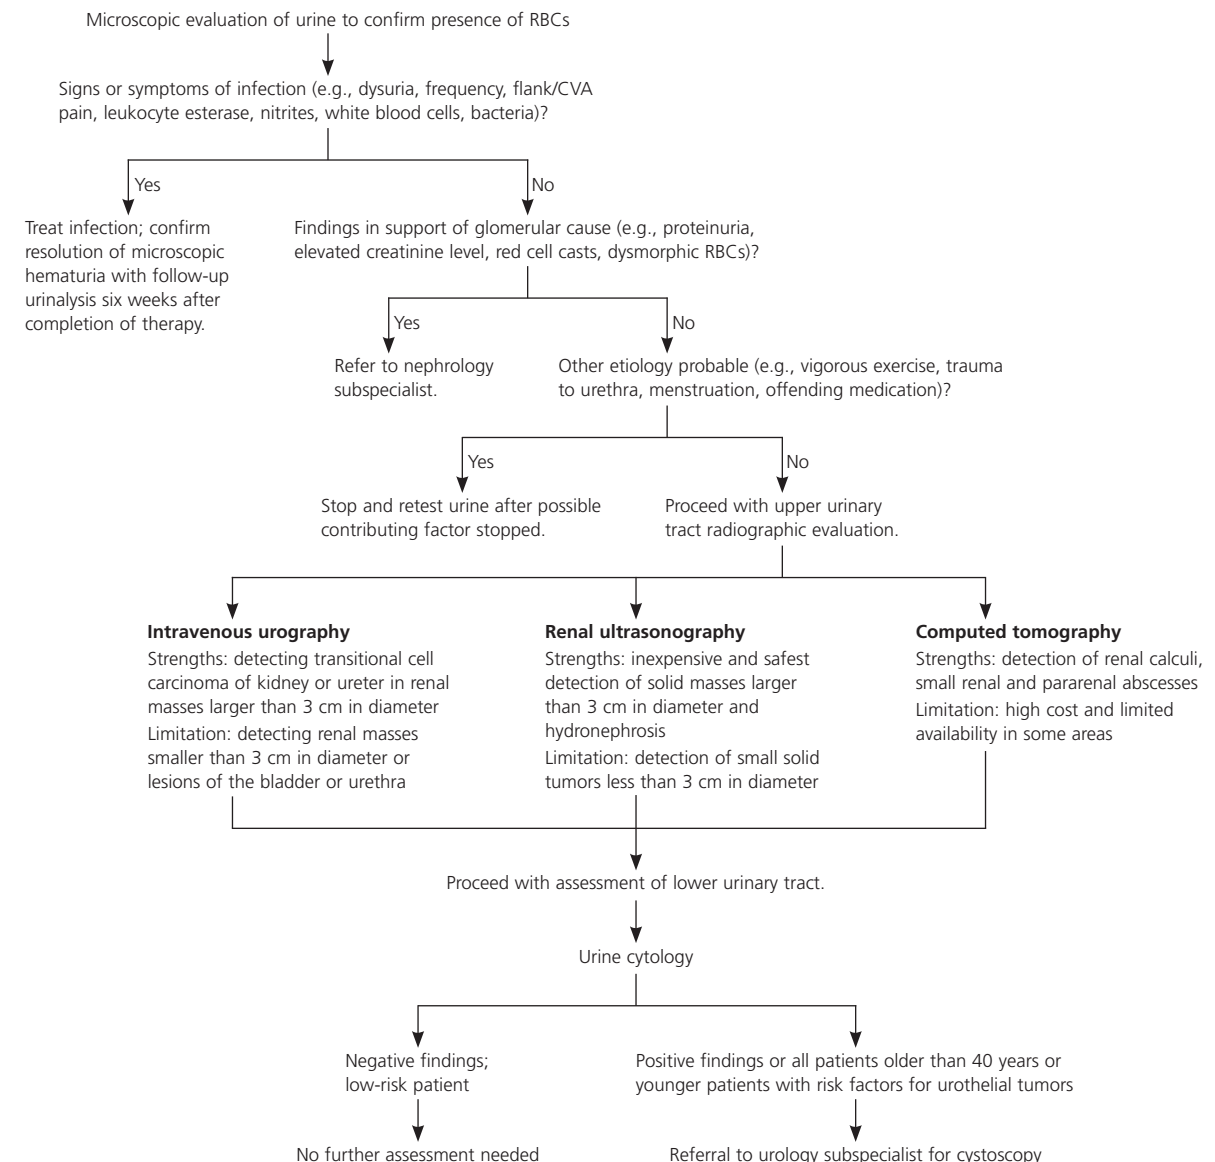 Microscopic evaluation of urine to confirm presence of RBCs
Signs or symptoms of infection (e.g., dysuria, frequency, flank/CVA
pain, leukocyte esterase, nitrites, white blood cells, bacteria)?
Yes
No
Treat infection; confirm
resolution of microscopic
hematuria with follow-up
urinalysis six weeks after
completion of therapy.
Findings in support of glomerular cause (e.g., proteinuria,
elevated creatinine level, red cell casts, dysmorphic RBCs)?
Yes
No
Refer to nephrology
subspecialist.
Other etiology probable (e.g., vigorous exercise, trauma
to urethra, menstruation, offending medication)?
Yes
No
Stop and retest urine after possible
contributing factor stopped.
Proceed with upper urinary
tract radiographic evaluation.
Intravenous urography
Strengths: detecting transitional cell
carcinoma of kidney or ureter in renal
masses larger than 3 cm in diameter
Limitation: detecting renal masses
smaller than 3 cm in diameter or
lesions of the bladder or urethra
Renal ultrasonography
Strengths: inexpensive and safest
detection of solid masses larger
than 3 cm in diameter and
hydronephrosis
Limitation: detection of small solid
tumors less than 3 cm in diameter
Computed tomography
Strengths: detection of renal calculi,
small renal and pararenal abscesses
Limitation: high cost and limited
availability in some areas
Proceed with assessment of lower urinary tract.
Urine cytology
Negative findings;
low-risk patient
Positive findings or all patients older than 40 years or
younger patients with risk factors for urothelial tumors
No further assessment needed
Referral to urology subspecialist for cystoscopy